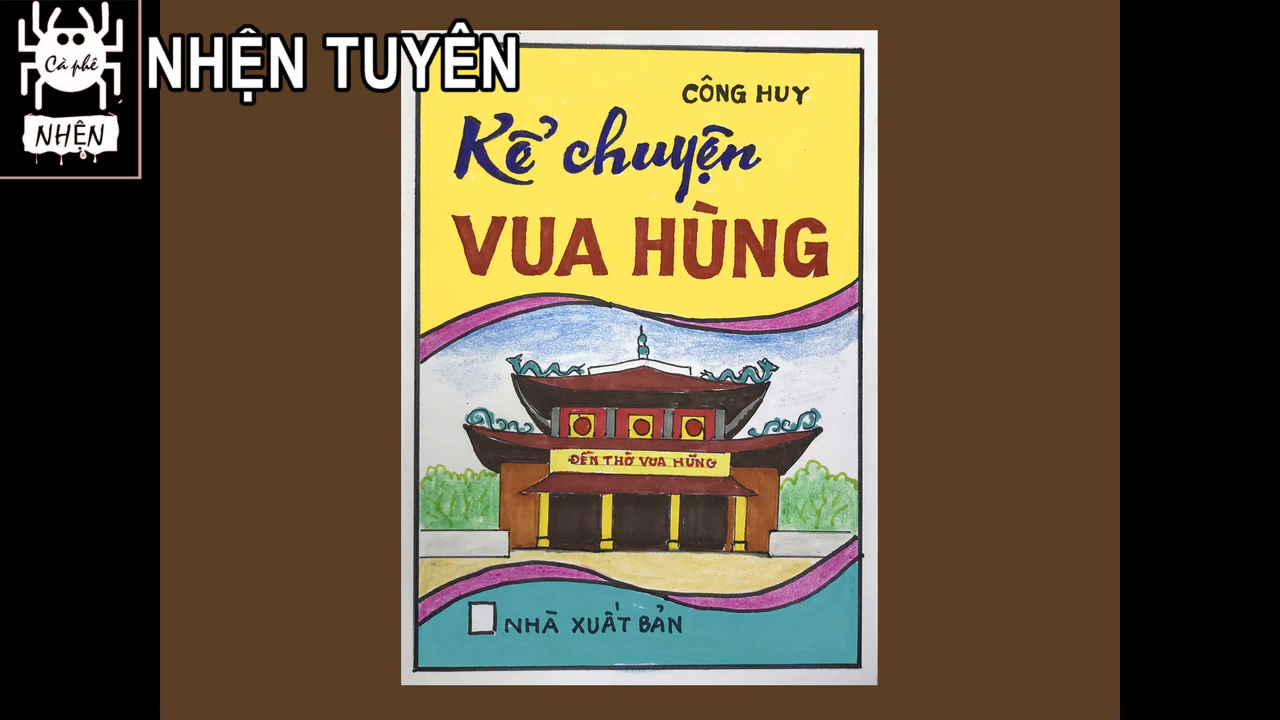 Cà phê
NHỆN
NHỆN TUYÊN
CÔNG HUY
Kể chuyện
VUA HÙNG
ĐỀN THỜ VUA HÙNG
NHÀ XUẤT BẢN